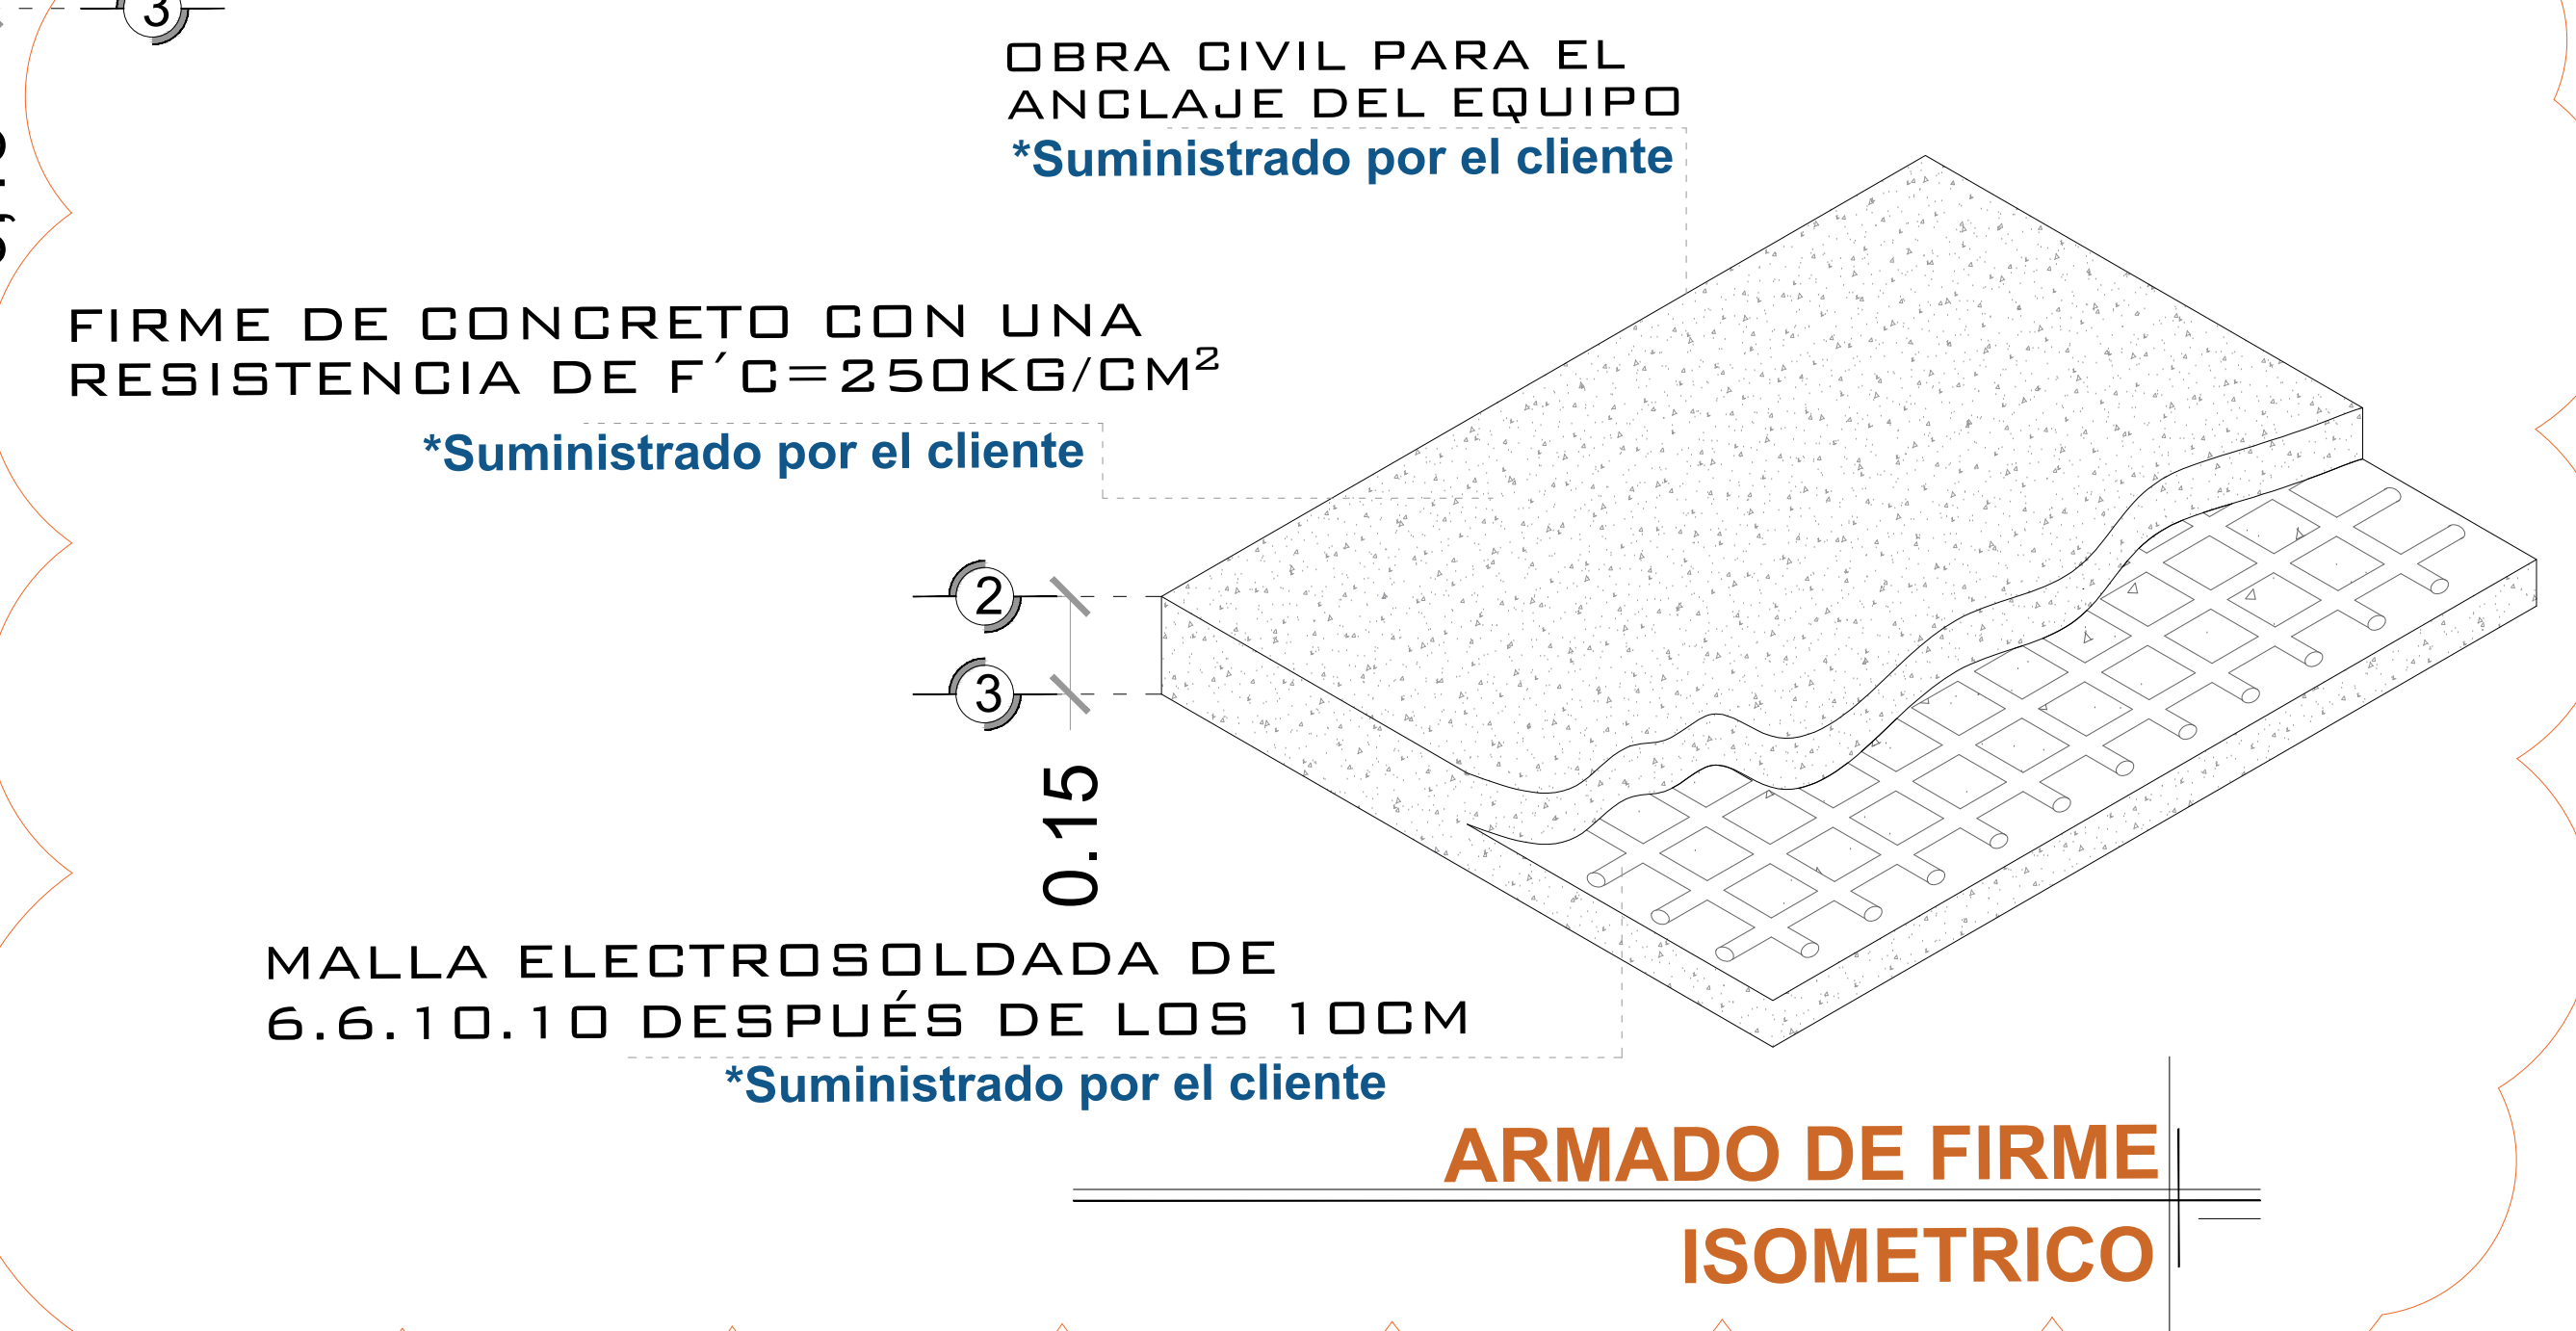 3
OBRA CIVIL PARA EL
ANCLAJE DEL EQUIPO
*Suministrado por el cliente
FIRME DE CONCRETO CON UNA
RESISTENCIA DE F´C=250KG/CM²
*Suministrado por el cliente
2
3
0.15
MALLA ELECTROSOLDADA DE
6.6.10.10 DESPUÉS DE LOS 10CM
*Suministrado por el cliente
ARMADO DE FIRME
ISOMETRICO